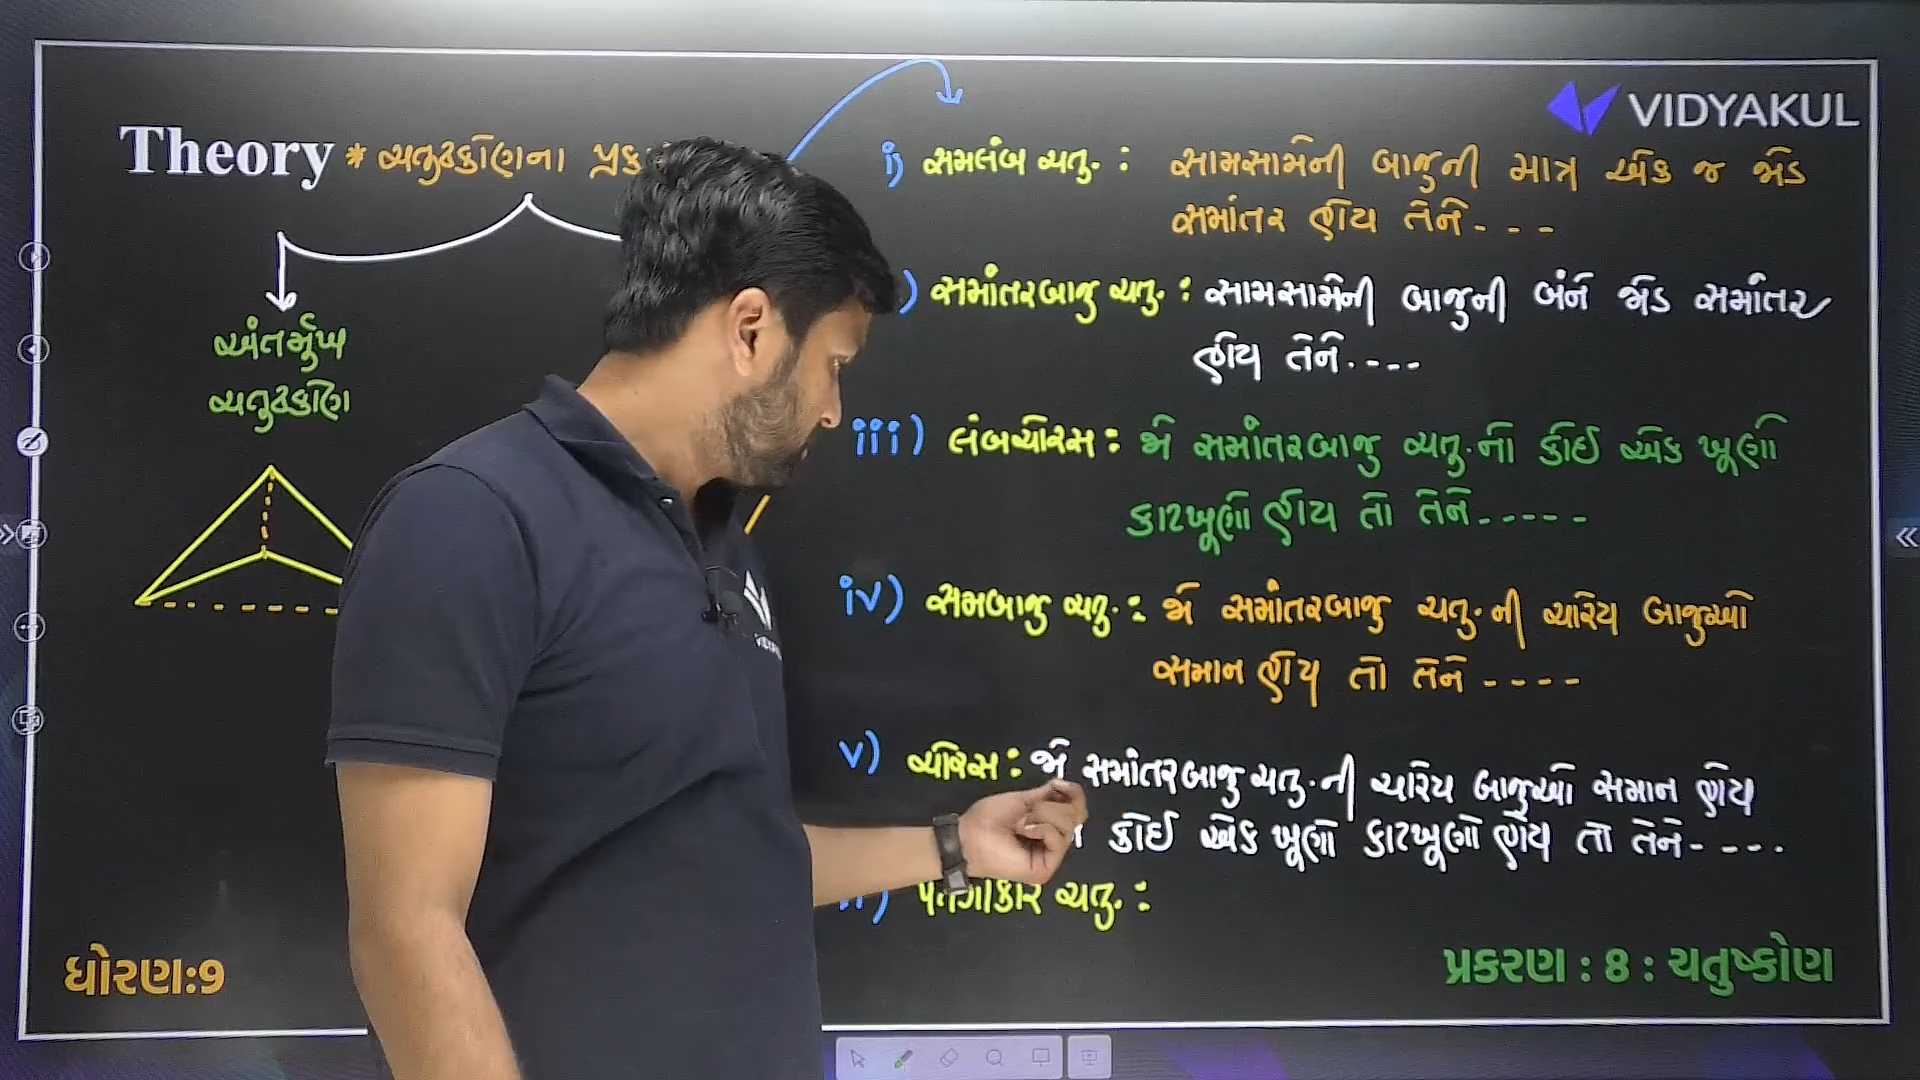 VIDYAKUL
Theory * ચતુષ્કોણના
અંતર્મુખ
ચતુષ્કોણ
i) સમલંબ ચતુ. : સામસામેની બાજુની માત્ર એક જ જોડ
સમાંતર હોય તેને- - -
) સમાંતરબાજુ ચતુ. : સામસામેની બાજુની બંને જોડ સમાંતર
હોય તેને.- - -
iii) લંબચોરસ : જો સમાંતરબાજુ ચતુ.નો કોઈ એક ખૂણો
કાટખૂણો હોય તો તેને- - - - -
iv) સમબાજુ ચતુ. : જો સમાંતરબાજુ ચતુ.ની ચારેય બાજુઓ
સમાન હોય તો તેને - - - -
v) ચોરસ : જો સમાંતરબાજુ ચતુ.ની ચારેય બાજુઓ સમાન હોય
કોઈ એક ખૂણો કાટખૂણો હોય તો તેને- - - -.
પતંગાકાર ચતુ. :
ધોરણ:9
પ્રકરણ : 8 : ચતુષ્કોણ